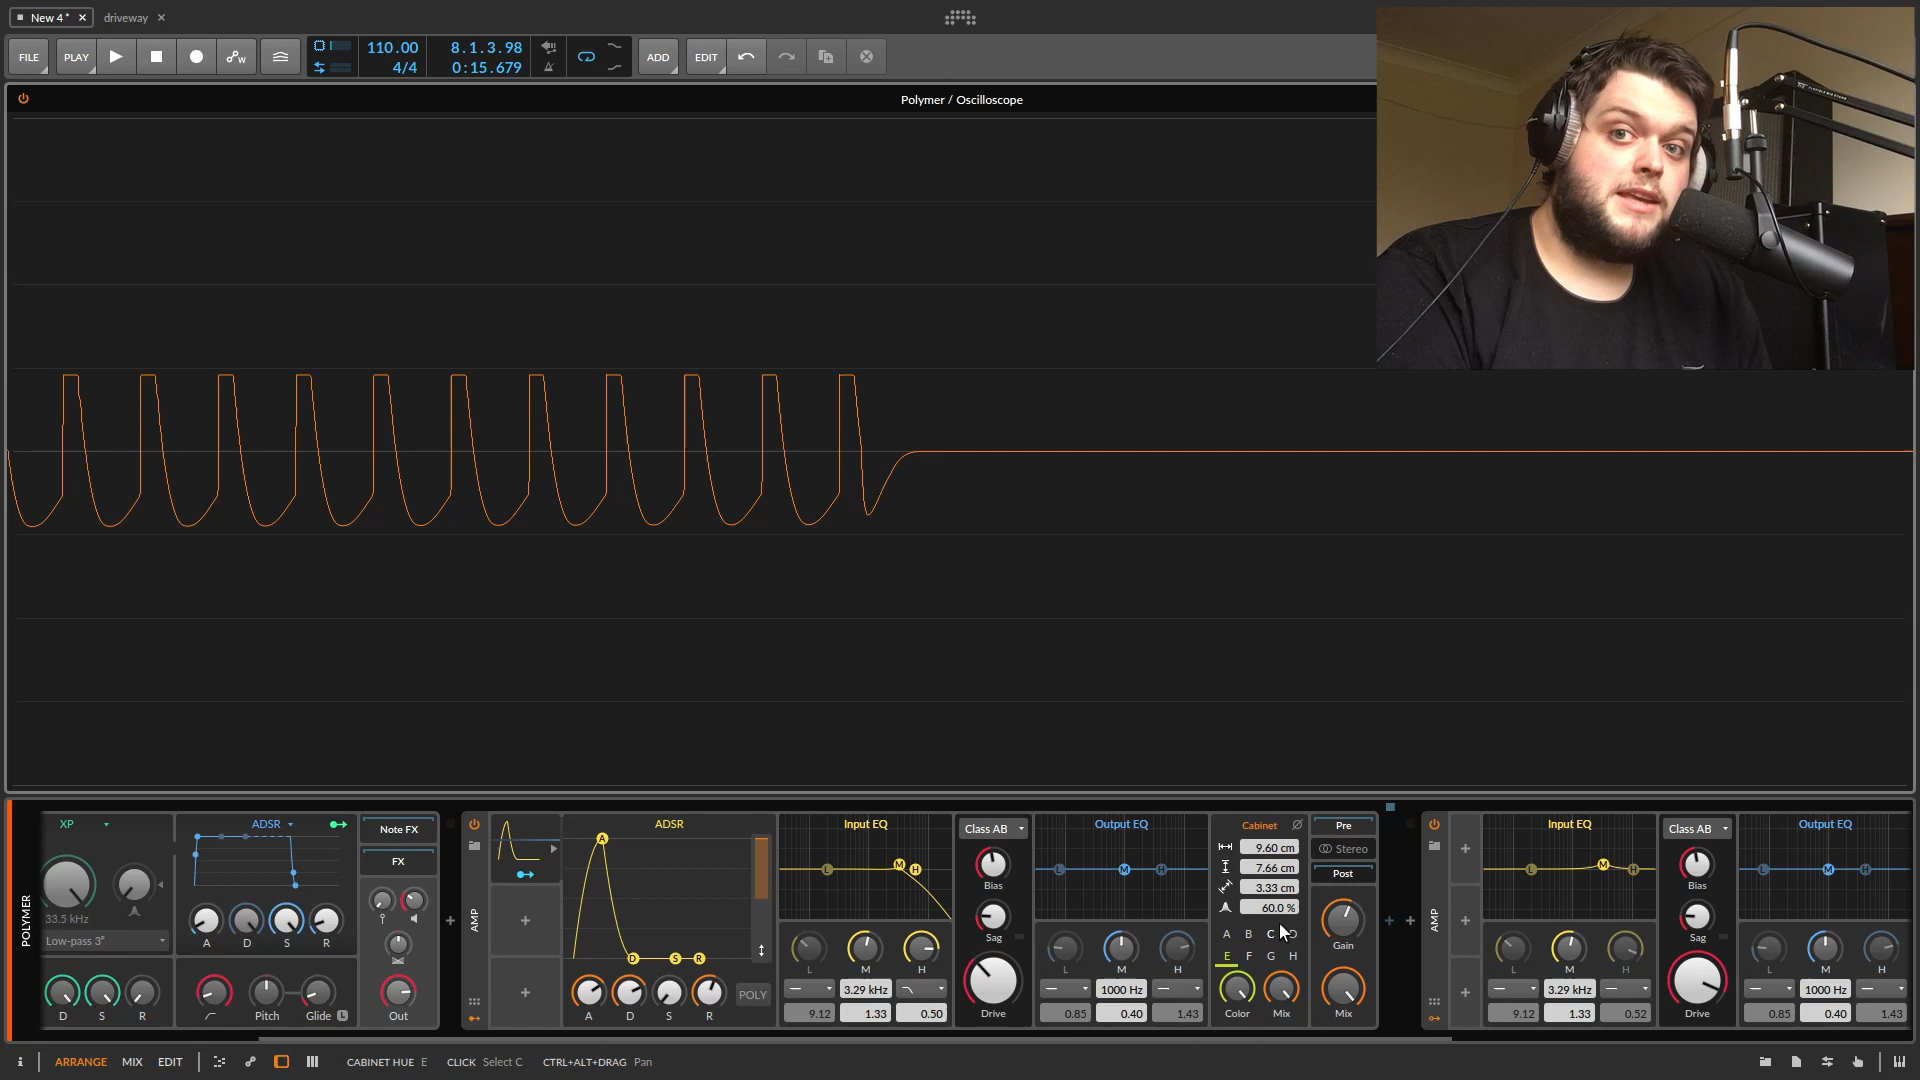 New 4*
driveway
FILE
PLAY
110.00
4/4
8.1.3.98
0:15.679
ADD
EDIT
Polymer / Oscilloscope
POLYMER
XP
33.5 kHz
Low-pass 3°
D S R
ADSR
A D S R
Pitch Glide L
Note FX
FX
Out
AMP
ADSR
A
D S R
A D S R
POLY
Input EQ
L M H
L M H
3.29 kHz
9.12 1.33 0.50
Class AB
Bias
Sag
Drive
Output EQ
L M H
L M H
1000 Hz
0.85 0.40 1.43
Cabinet
9.60 cm
7.66 cm
3.33 cm
60.0 %
A B C D
E F G H
Color Mix
Pre
Stereo
Post
Gain
Mix
AMP
Input EQ
L M H
L M H
3.29 kHz
9.12 1.33 0.52
Class AB
Bias
Sag
Drive
Output EQ
L M H
L M H
1000 Hz
0.85 0.40 1.43
i ARRANGE MIX EDIT
CABINET HUE E CLICK Select C CTRL+ALT+DRAG Pan